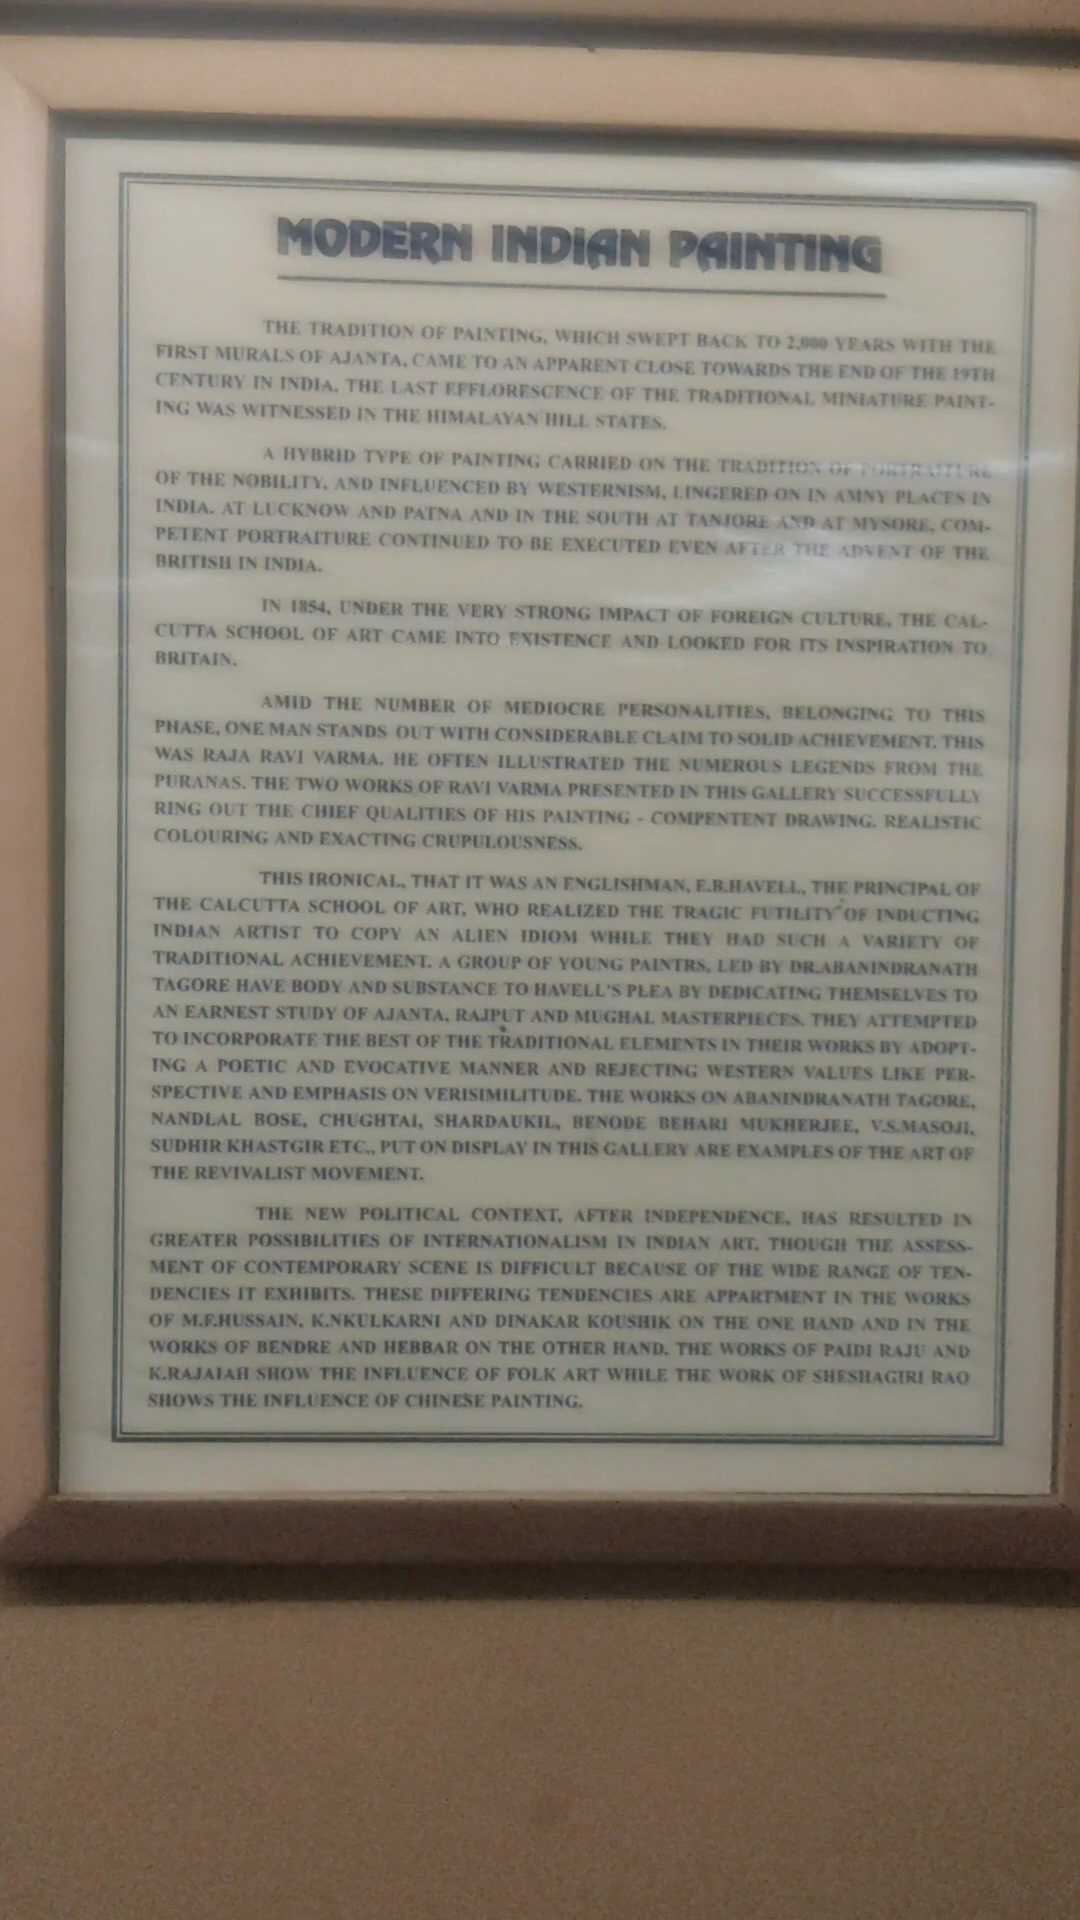 MODERN INDIAN PAINTING
THE TRADITION OF PAINTING, WHICH SWEPT BACK TO 2,000 YEARS WITH THE
FIRST MURALS OF AJANTA, CAME TO AN APPARENT CLOSE TOWARDS THE END OF THE 19TH
CENTURY IN INDIA. THE LAST EFFLORESCENCE OF THE TRADITIONAL MINIATURE PAINT-
ING WAS WITNESSED IN THE HIMALAYAN HILL STATES.
A HYBRID TYPE OF PAINTING CARRIED ON THE TRADITION OF PORTRAITURE
OF THE NOBILITY, AND INFLUENCED BY WESTERNISM, LINGERED ON IN AMNY PLACES IN
INDIA. AT LUCKNOW AND PATNA AND IN THE SOUTH AT TANJORE AND AT MYSORE, COM-
PETENT PORTRAITURE CONTINUED TO BE EXECUTED EVEN AFTER THE ADVENT OF THE
BRITISH IN INDIA.
IN 1854, UNDER THE VERY STRONG IMPACT OF FOREIGN CULTURE, THE CAL-
CUTTA SCHOOL OF ART CAME INTO EXISTENCE AND LOOKED FOR ITS INSPIRATION TO
BRITAIN.
AMID THE NUMBER OF MEDIOCRE PERSONALITIES, BELONGING TO THIS
PHASE, ONE MAN STANDS OUT WITH CONSIDERABLE CLAIM TO SOLID ACHIEVEMENT. THIS
WAS RAJA RAVI VARMA. HE OFTEN ILLUSTRATED THE NUMEROUS LEGENDS FROM THE
PURANAS. THE TWO WORKS OF RAVI VARMA PRESENTED IN THIS GALLERY SUCCESSFULLY
RING OUT THE CHIEF QUALITIES OF HIS PAINTING - COMPENTENT DRAWING. REALISTIC
COLOURING AND EXACTING CRUPULOUSNESS.
THIS IRONICAL, THAT IT WAS AN ENGLISHMAN, E.B.HAVELL, THE PRINCIPAL OF
THE CALCUTTA SCHOOL OF ART, WHO REALIZED THE TRAGIC FUTILITY OF INDUCTING
INDIAN ARTIST TO COPY AN ALIEN IDIOM WHILE THEY HAD SUCH A VARIETY OF
TRADITIONAL ACHIEVEMENT. A GROUP OF YOUNG PAINTRS, LED BY DR.ABANINDRANATH
TAGORE HAVE BODY AND SUBSTANCE TO HAVELL'S PLEA BY DEDICATING THEMSELVES TO
AN EARNEST STUDY OF AJANTA, RAJPUT AND MUGHAL MASTERPIECES. THEY ATTEMPTED
TO INCORPORATE THE BEST OF THE TRADITIONAL ELEMENTS IN THEIR WORKS BY ADOPT-
ING A POETIC AND EVOCATIVE MANNER AND REJECTING WESTERN VALUES LIKE PER-
SPECTIVE AND EMPHASIS ON VERISIMILITUDE. THE WORKS ON ABANINDRANATH TAGORE,
NANDLAL BOSE, CHUGHTAI, SHARDAUKIL, BENODE BEHARI MUKHERJEE, V.S.MASOJI,
SUDHIR KHASTGIR ETC., PUT ON DISPLAY IN THIS GALLERY ARE EXAMPLES OF THE ART OF
THE REVIVALIST MOVEMENT.
THE NEW POLITICAL CONTEXT, AFTER INDEPENDENCE, HAS RESULTED IN
GREATER POSSIBILITIES OF INTERNATIONALISM IN INDIAN ART, THOUGH THE ASSESS-
MENT OF CONTEMPORARY SCENE IS DIFFICULT BECAUSE OF THE WIDE RANGE OF TEN-
DENCIES IT EXHIBITS. THESE DIFFERING TENDENCIES ARE APPARTMENT IN THE WORKS
OF M.F.HUSSAIN, K.NKULKARNI AND DINAKAR KOUSHIK ON THE ONE HAND AND IN THE
WORKS OF BENDRE AND HEBBAR ON THE OTHER HAND. THE WORKS OF PAIDI RAJU AND
K.RAJAIAH SHOW THE INFLUENCE OF FOLK ART WHILE THE WORK OF SHESHAGIRI RAO
SHOWS THE INFLUENCE OF CHINESE PAINTING.